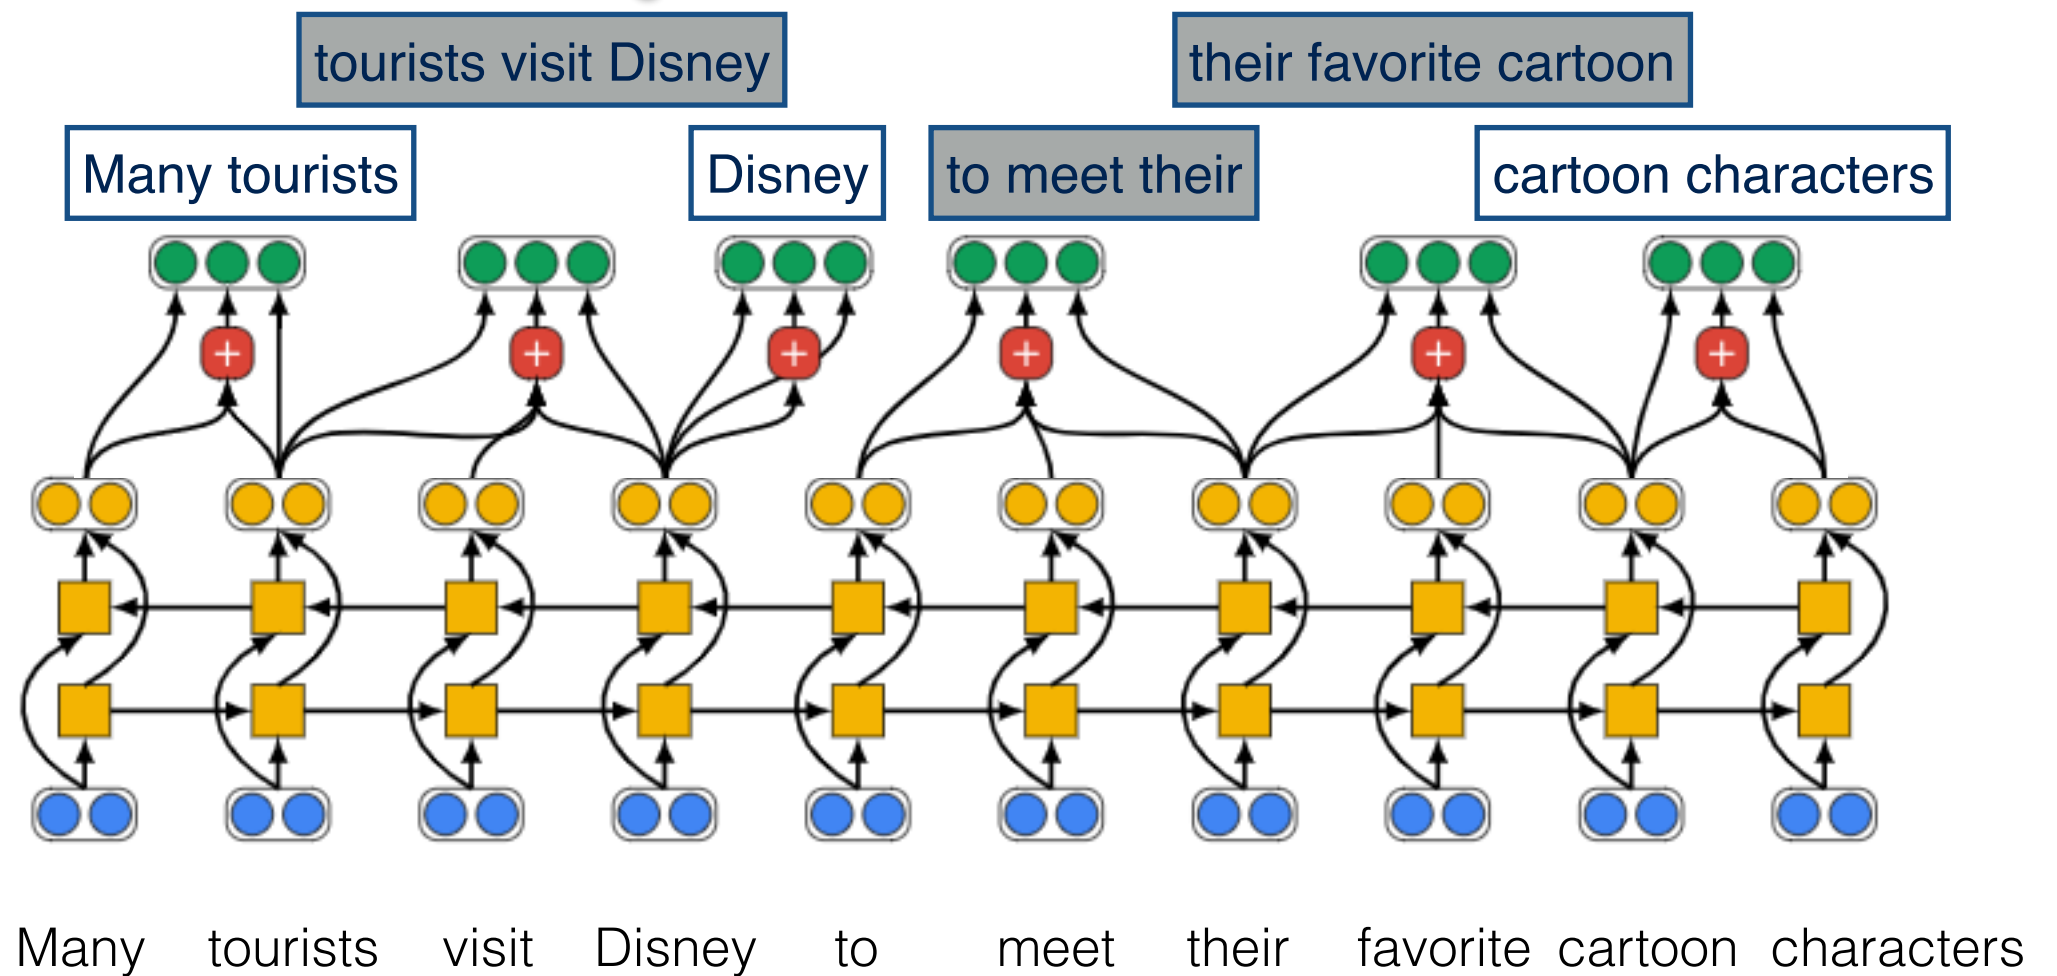 tourists visit Disney
their favorite cartoon
Many tourists
Disney
to meet their
cartoon characters
+ + + + + +
Many tourists visit Disney to meet their favorite cartoon characters